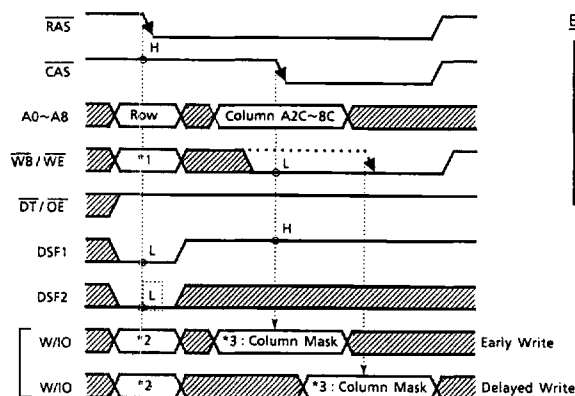 RAS
H
CAS
A0~A8 Row Column A2C~8C
WB / WE *1 L
DT / OE
H
DSF1 L
DSF2 L
W/IO *2 *3 : Column Mask Early Write
W/IO *2 *3 : Column Mask Delayed Write